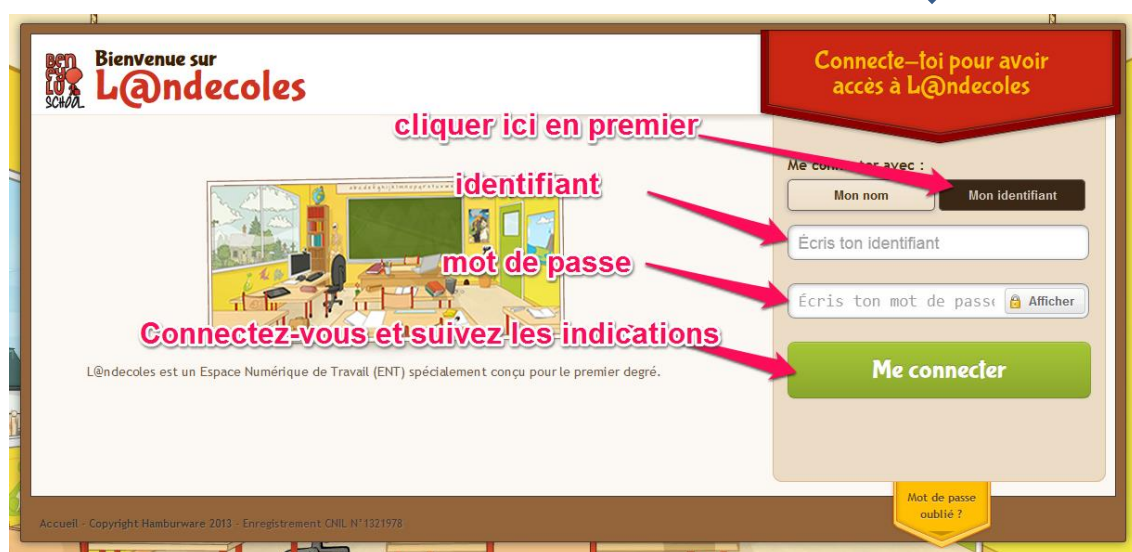 BENEYLU
SCHOOL
Bienvenue sur
L@ndecoles
Connecte-toi pour avoir
accès à L@ndecoles
cliquer ici en premier
Me connecter avec :
identifiant
Mon nom
Mon identifiant
Écris ton identifiant
mot de passe
Écris ton mot de passe
Afficher
Connectez-vous et suivez les indications
L@ndecoles est un Espace Numérique de Travail (ENT) spécialement conçu pour le premier degré.
Me connecter
Mot de passe
oublié ?
Accueil - Copyright Hamburware 2013 - Enregistrement CNIL N°1321978